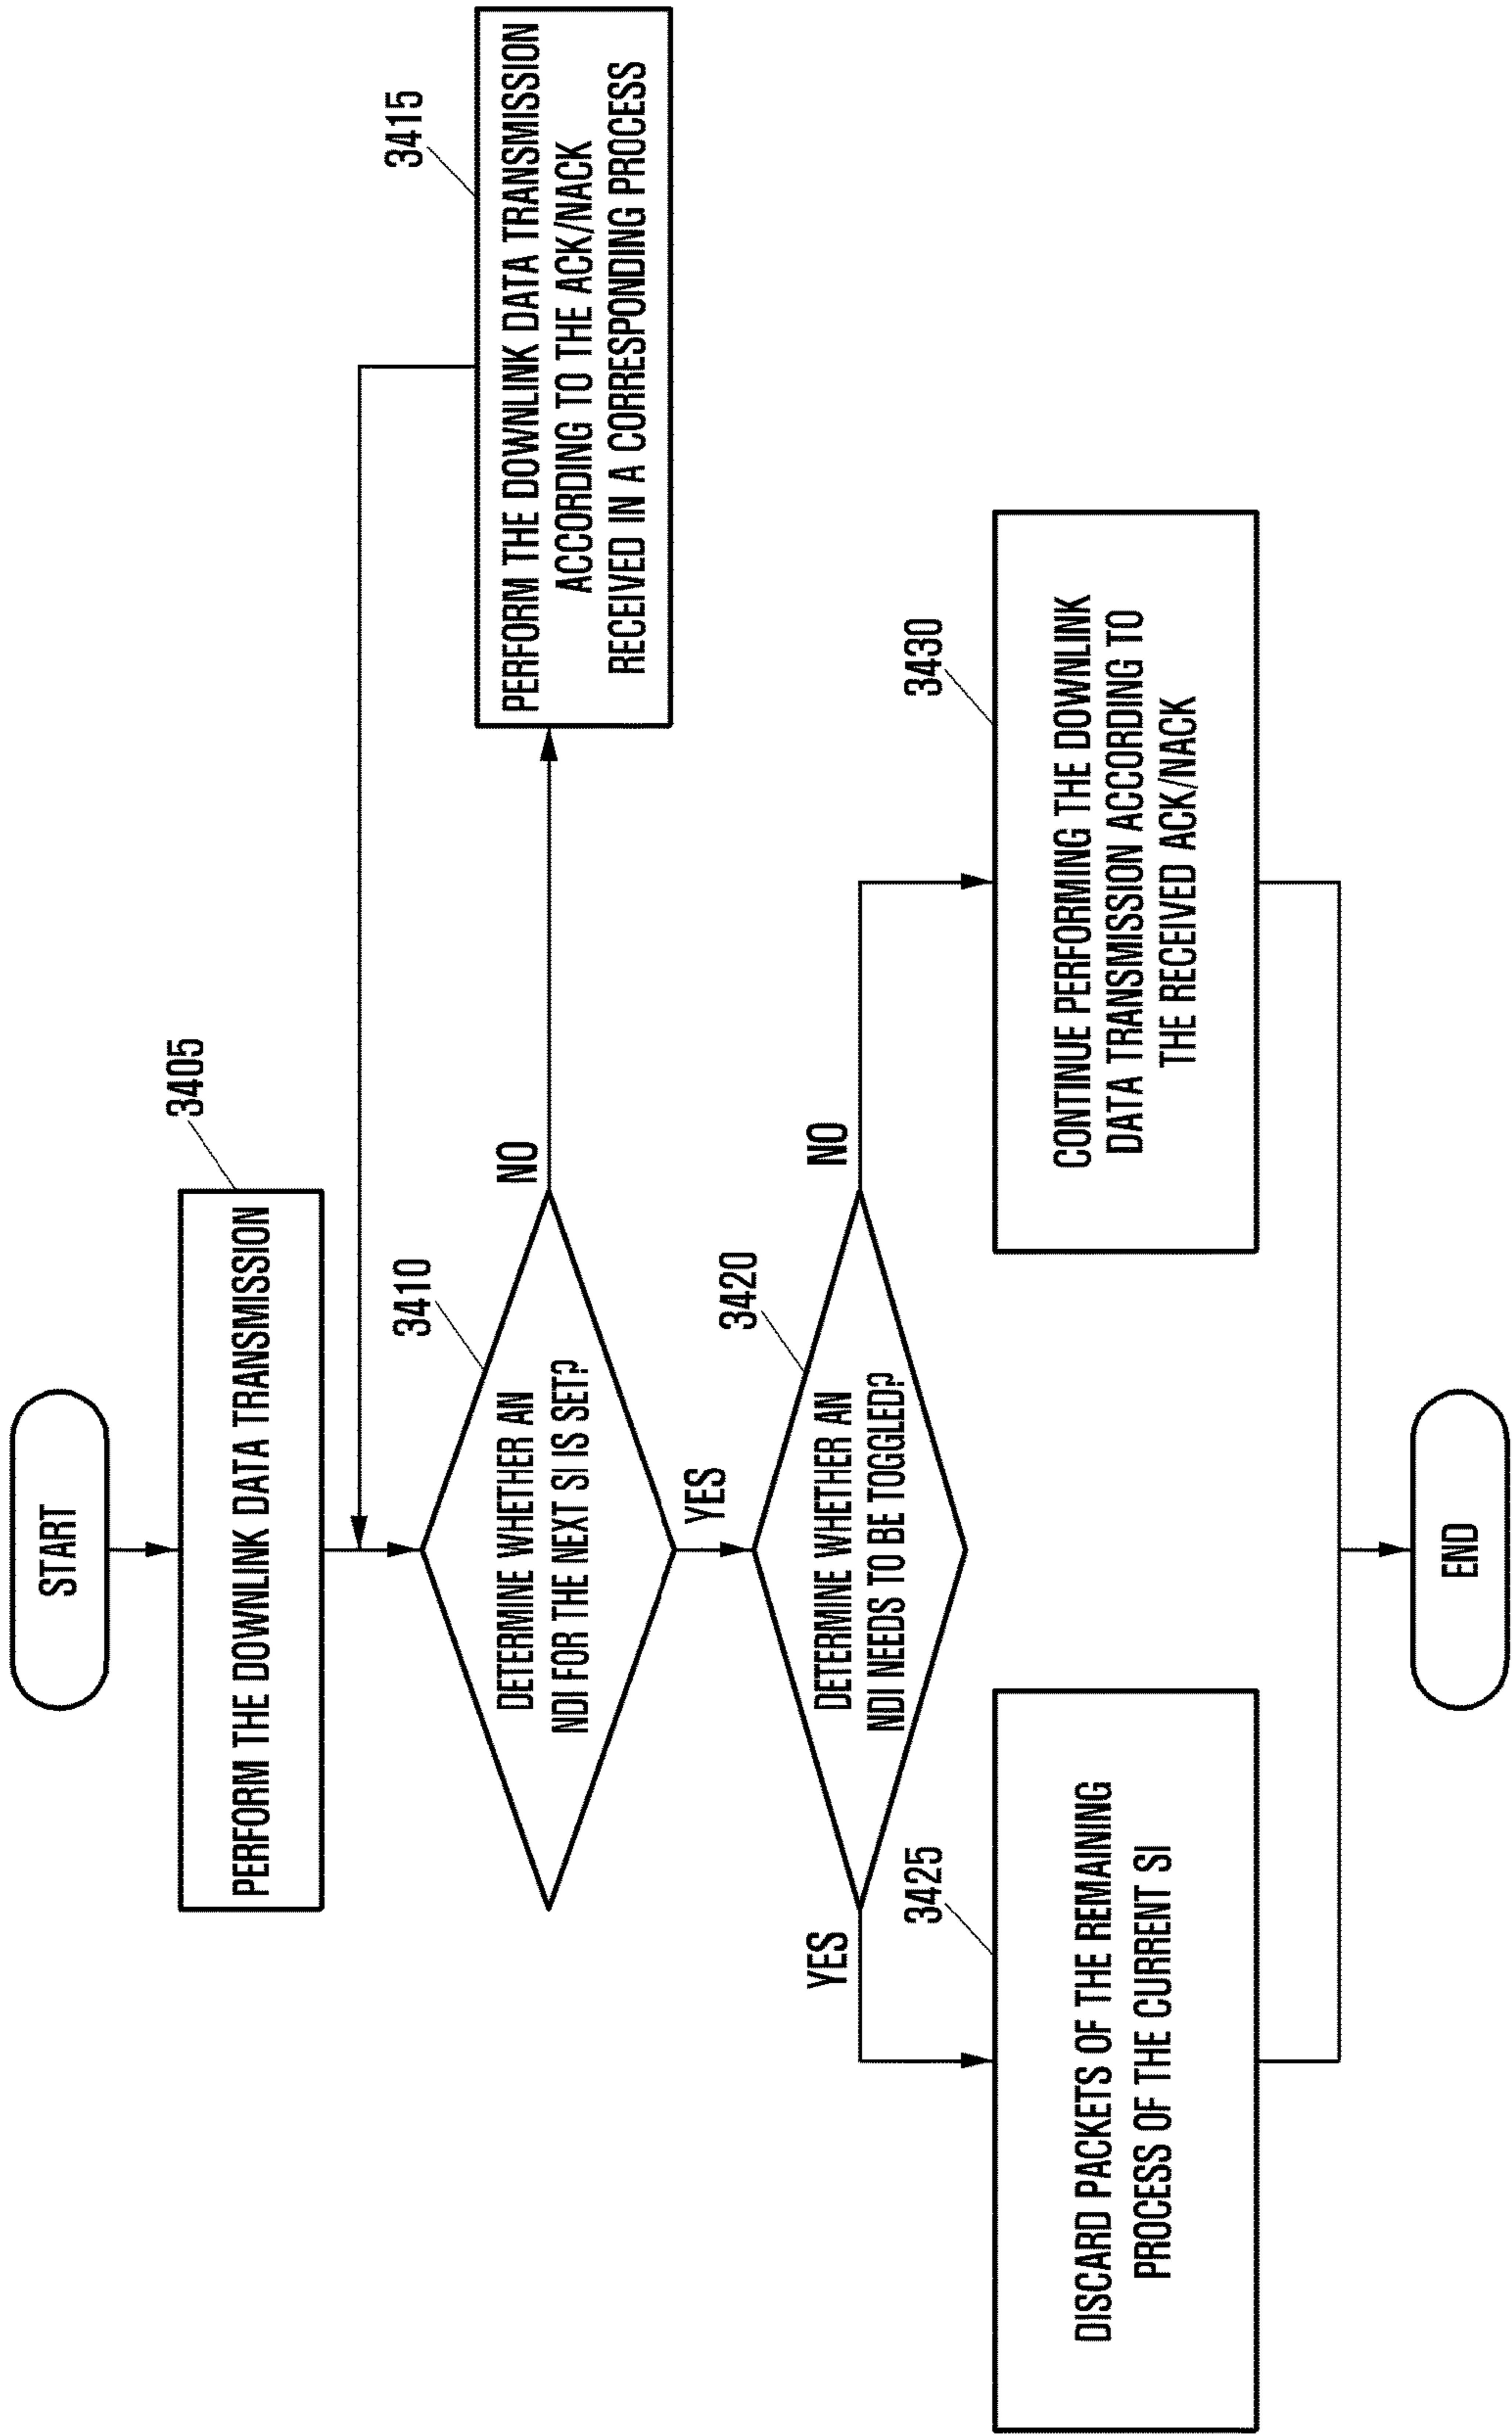 START
3405
PERFORM THE DOWNLINK DATA TRANSMISSION
3410
DETERMINE WHETHER AN
NDI FOR THE NEXT SI IS SET?
NO
3415
PERFORM THE DOWNLINK DATA TRANSMISSION
ACCORDING TO THE ACK/NACK
RECEIVED IN A CORRESPONDING PROCESS
YES
3420
DETERMINE WHETHER AN
NDI NEEDS TO BE TOGGLED?
YES
NO
3425
DISCARD PACKETS OF THE REMAINING
PROCESS OF THE CURRENT SI
3430
CONTINUE PERFORMING THE DOWNLINK
DATA TRANSMISSION ACCORDING TO
THE RECEIVED ACK/NACK
END